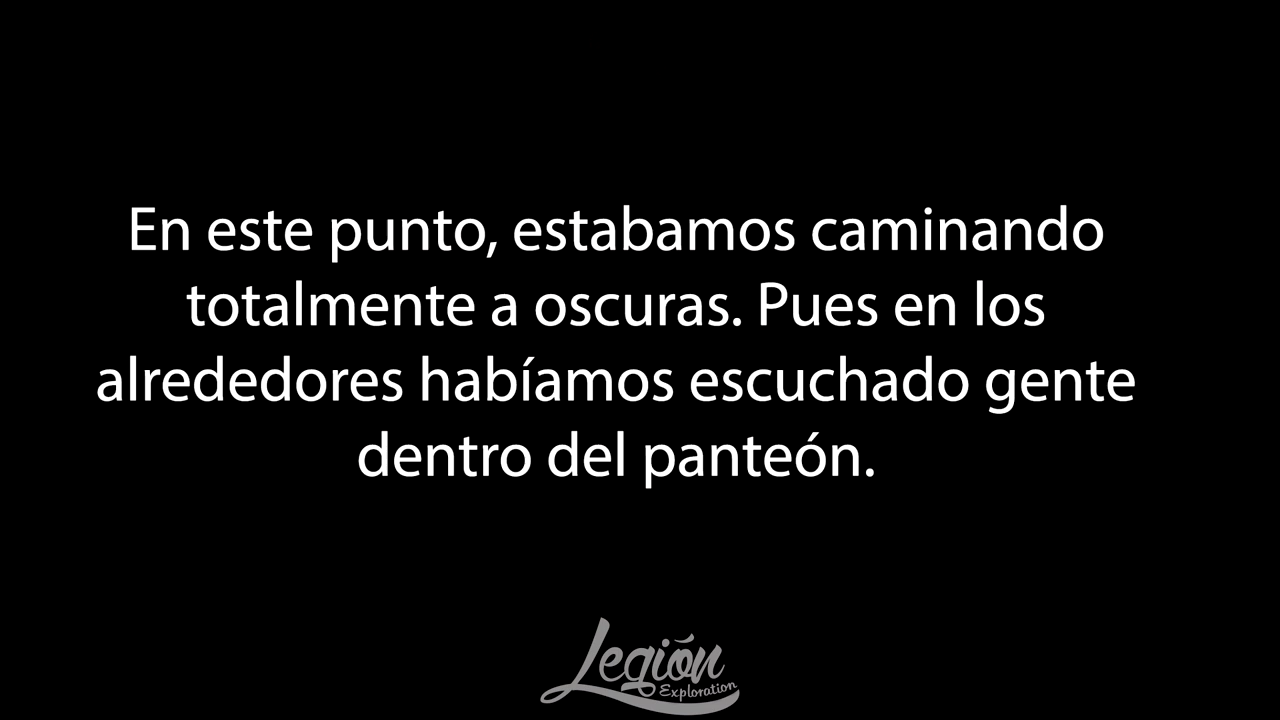 En este punto, estabamos caminando
totalmente a oscuras. Pues en los
alrededores habíamos escuchado gente
dentro del panteón.
Legión
Exploration